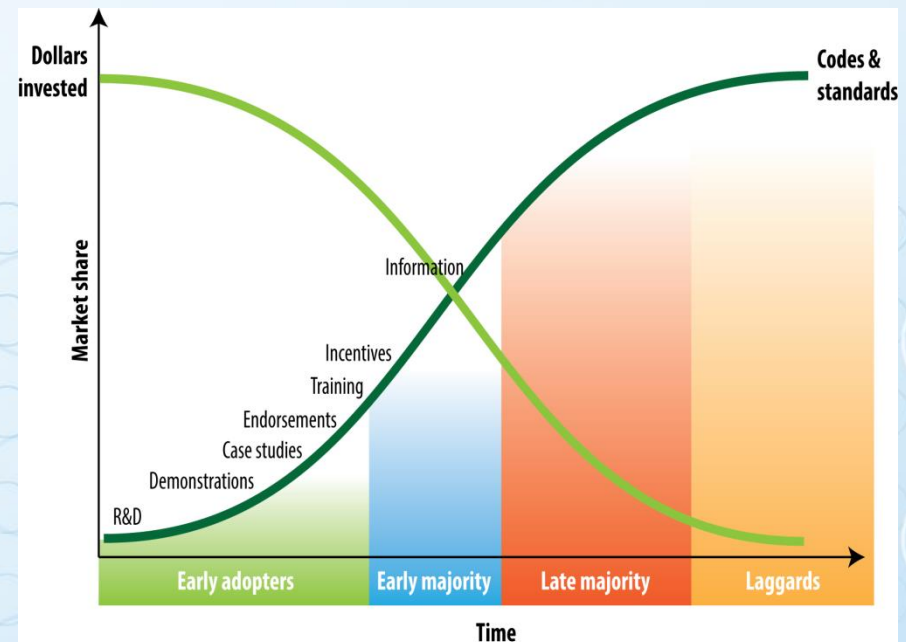 Dollars
invested
Codes &
standards
Market share
Information
Incentives
Training
Endorsements
Case studies
Demonstrations
R&D
Early adopters
Early majority
Late majority
Laggards
Time